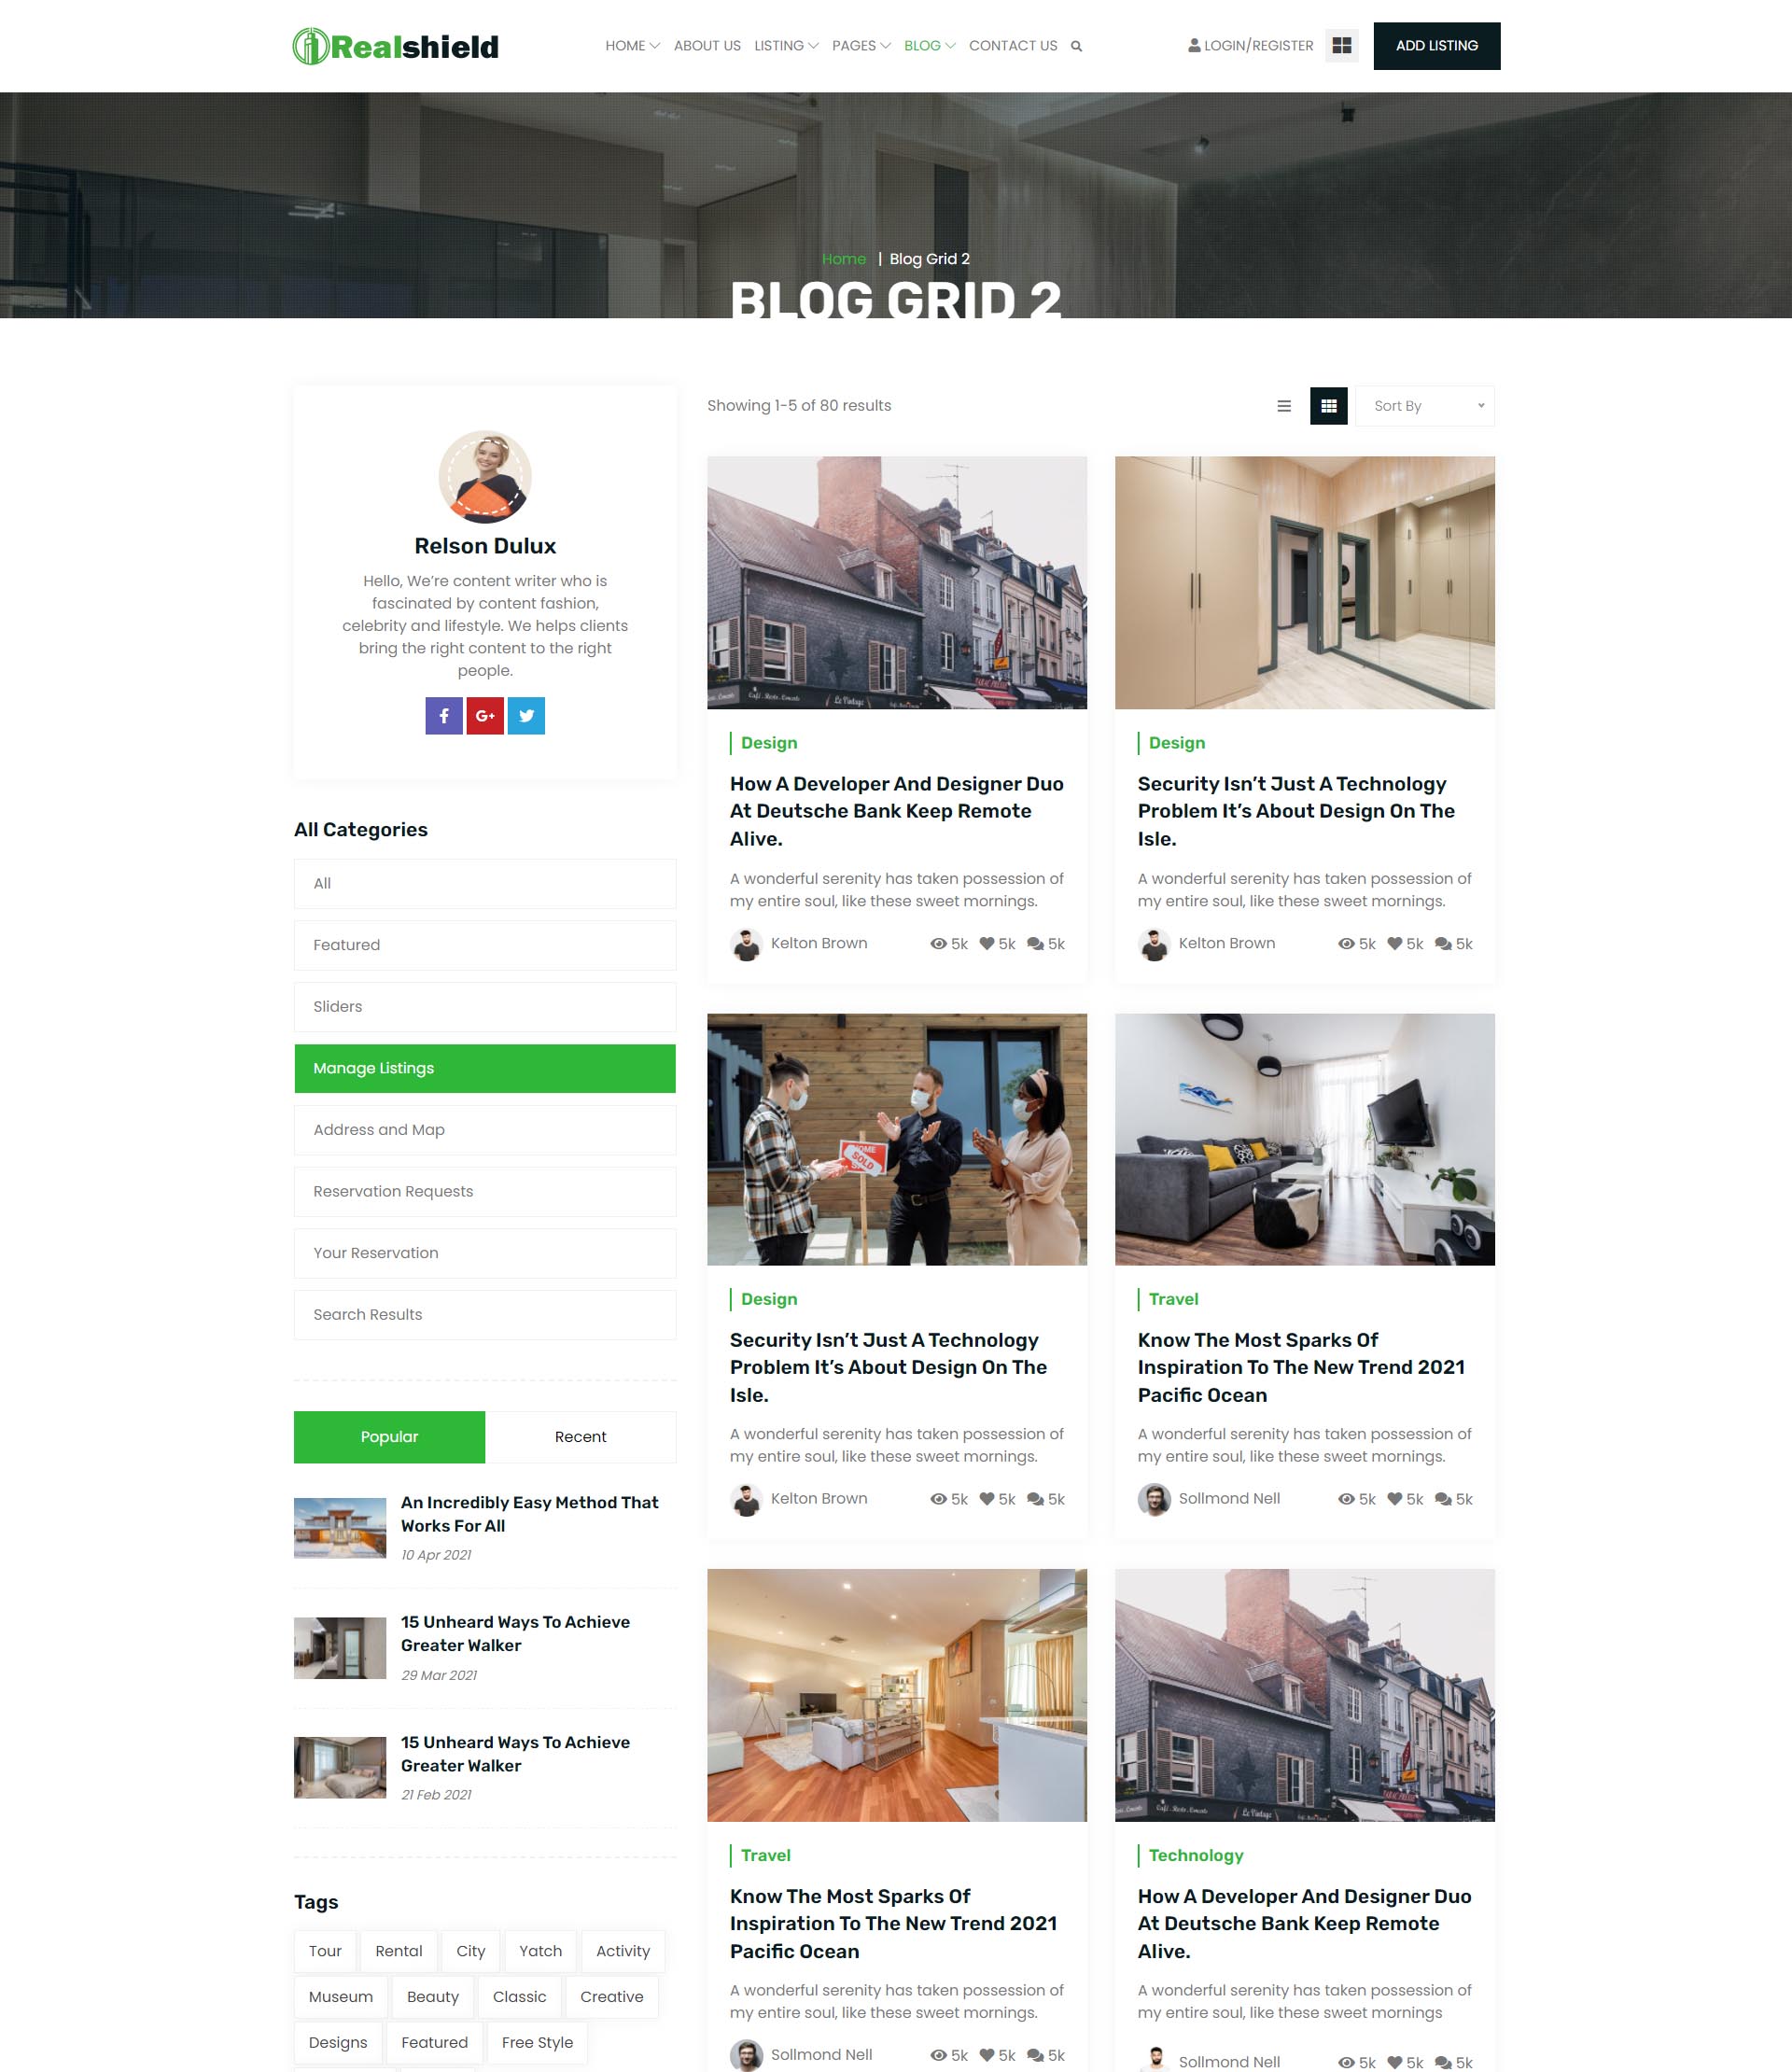 Realshield
HOME ABOUT US LISTING PAGES BLOG CONTACT US
LOGIN/REGISTER
ADD LISTING
Home | Blog Grid 2
BLOG GRID 2
Relson Dulux
Hello, We’re content writer who is
fascinated by content fashion,
celebrity and lifestyle. We helps clients
bring the right content to the right
people.
All Categories
All
Featured
Sliders
Manage Listings
Address and Map
Reservation Requests
Your Reservation
Search Results
Popular
Recent
An Incredibly Easy Method That
Works For All
10 Apr 2021
15 Unheard Ways To Achieve
Greater Walker
29 Mar 2021
15 Unheard Ways To Achieve
Greater Walker
21 Feb 2021
Tags
Tour Rental City Yatch Activity
Museum Beauty Classic Creative
Designs Featured Free Style
Showing 1-5 of 80 results
Sort By
Design
How A Developer And Designer Duo
At Deutsche Bank Keep Remote
Alive.
A wonderful serenity has taken possession of
my entire soul, like these sweet mornings.
Kelton Brown 5k 5k 5k
Design
Security Isn’t Just A Technology
Problem It’s About Design On The
Isle.
A wonderful serenity has taken possession of
my entire soul, like these sweet mornings.
Kelton Brown 5k 5k 5k
HOME
SOLD
Design
Security Isn’t Just A Technology
Problem It’s About Design On The
Isle.
A wonderful serenity has taken possession of
my entire soul, like these sweet mornings.
Kelton Brown 5k 5k 5k
Travel
Know The Most Sparks Of
Inspiration To The New Trend 2021
Pacific Ocean
A wonderful serenity has taken possession of
my entire soul, like these sweet mornings.
Sollmond Nell 5k 5k 5k
Travel
Know The Most Sparks Of
Inspiration To The New Trend 2021
Pacific Ocean
A wonderful serenity has taken possession of
my entire soul, like these sweet mornings.
Sollmond Nell 5k 5k 5k
Technology
How A Developer And Designer Duo
At Deutsche Bank Keep Remote
Alive.
A wonderful serenity has taken possession of
my entire soul, like these sweet mornings
Sollmond Nell 5k 5k 5k